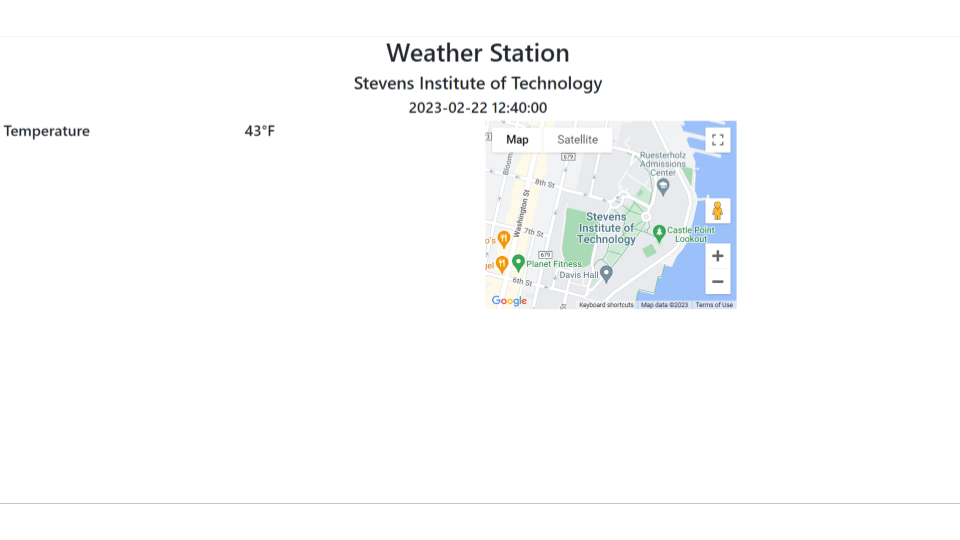 Weather Station
Stevens Institute of Technology
2023-02-22 12:40:00
Temperature 43°F
Map Satellite
679
Bloom
Ruesterholz
Admissions
Center
8th St
Washington St
Stevens
Institute of
Technology
7th St
Castle Point
Lookout
o's
679
gel
Planet Fitness
Davis Hall
6th St
Google
Keyboard shortcuts Map data ©2023 Terms of Use